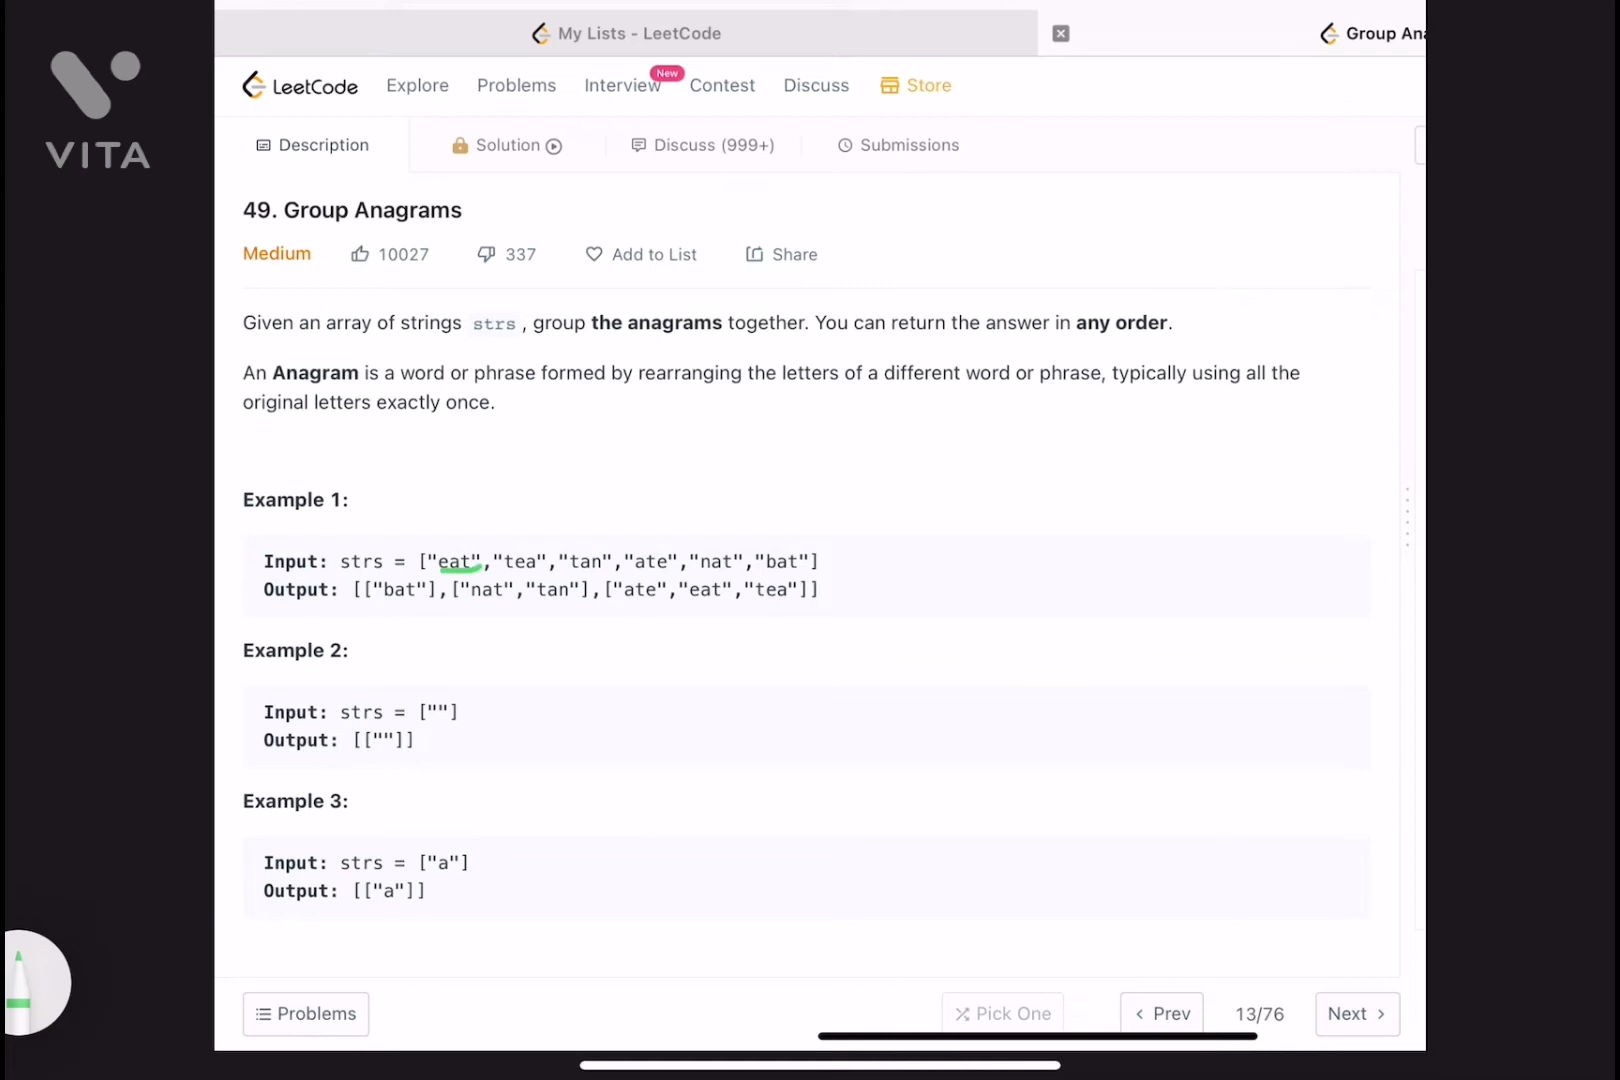 VITA
My Lists - LeetCode
Group Ana
LeetCode Explore Problems Interview New Contest Discuss Store
Description Solution Discuss (999+) Submissions
49. Group Anagrams
Medium 10027 337 Add to List Share
Given an array of strings strs, group the anagrams together. You can return the answer in any order.
An Anagram is a word or phrase formed by rearranging the letters of a different word or phrase, typically using all the
original letters exactly once.
Example 1:
Input: strs = ["eat","tea","tan","ate","nat","bat"]
Output: [["bat"],["nat","tan"],["ate","eat","tea"]]
Example 2:
Input: strs = [""]
Output: [[""]]
Example 3:
Input: strs = ["a"]
Output: [["a"]]
Problems Pick One Prev 13/76 Next